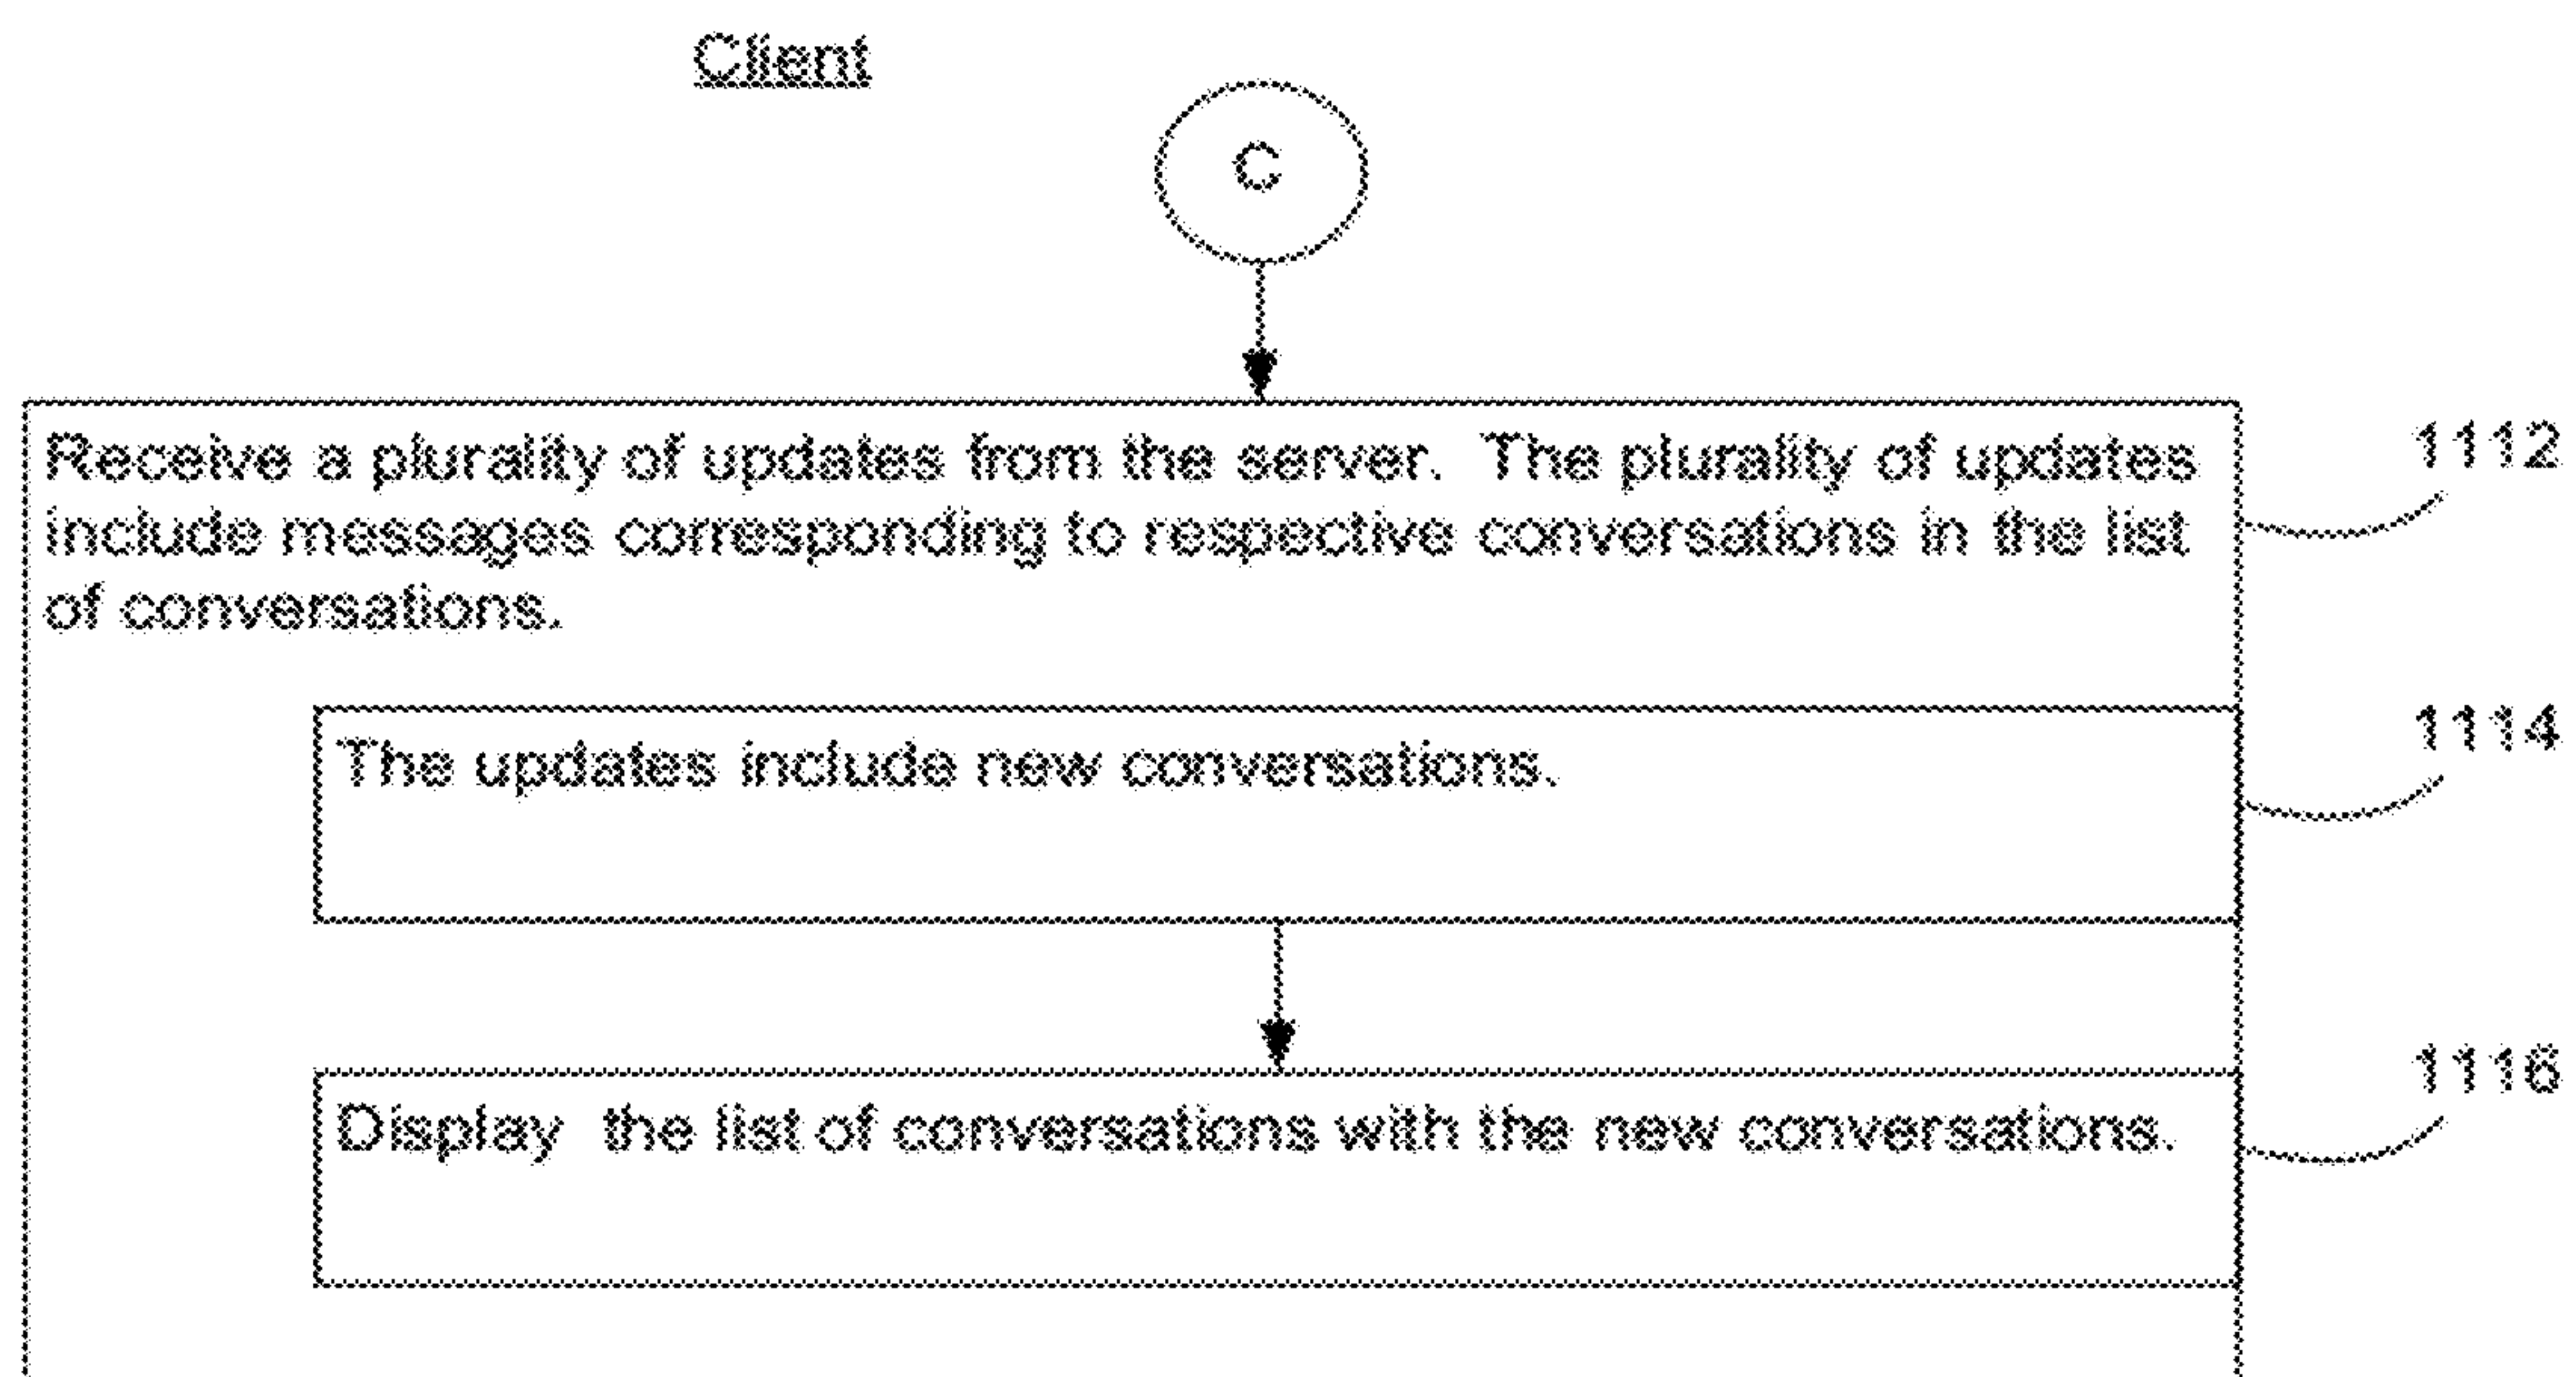 Client
C
Receive a plurality of updates from the server. The plurality of updates
include messages corresponding to respective conversations in the list
of conversations.
1112
The updates include new conversations.
1114
Display the list of conversations with the new conversations.
1116